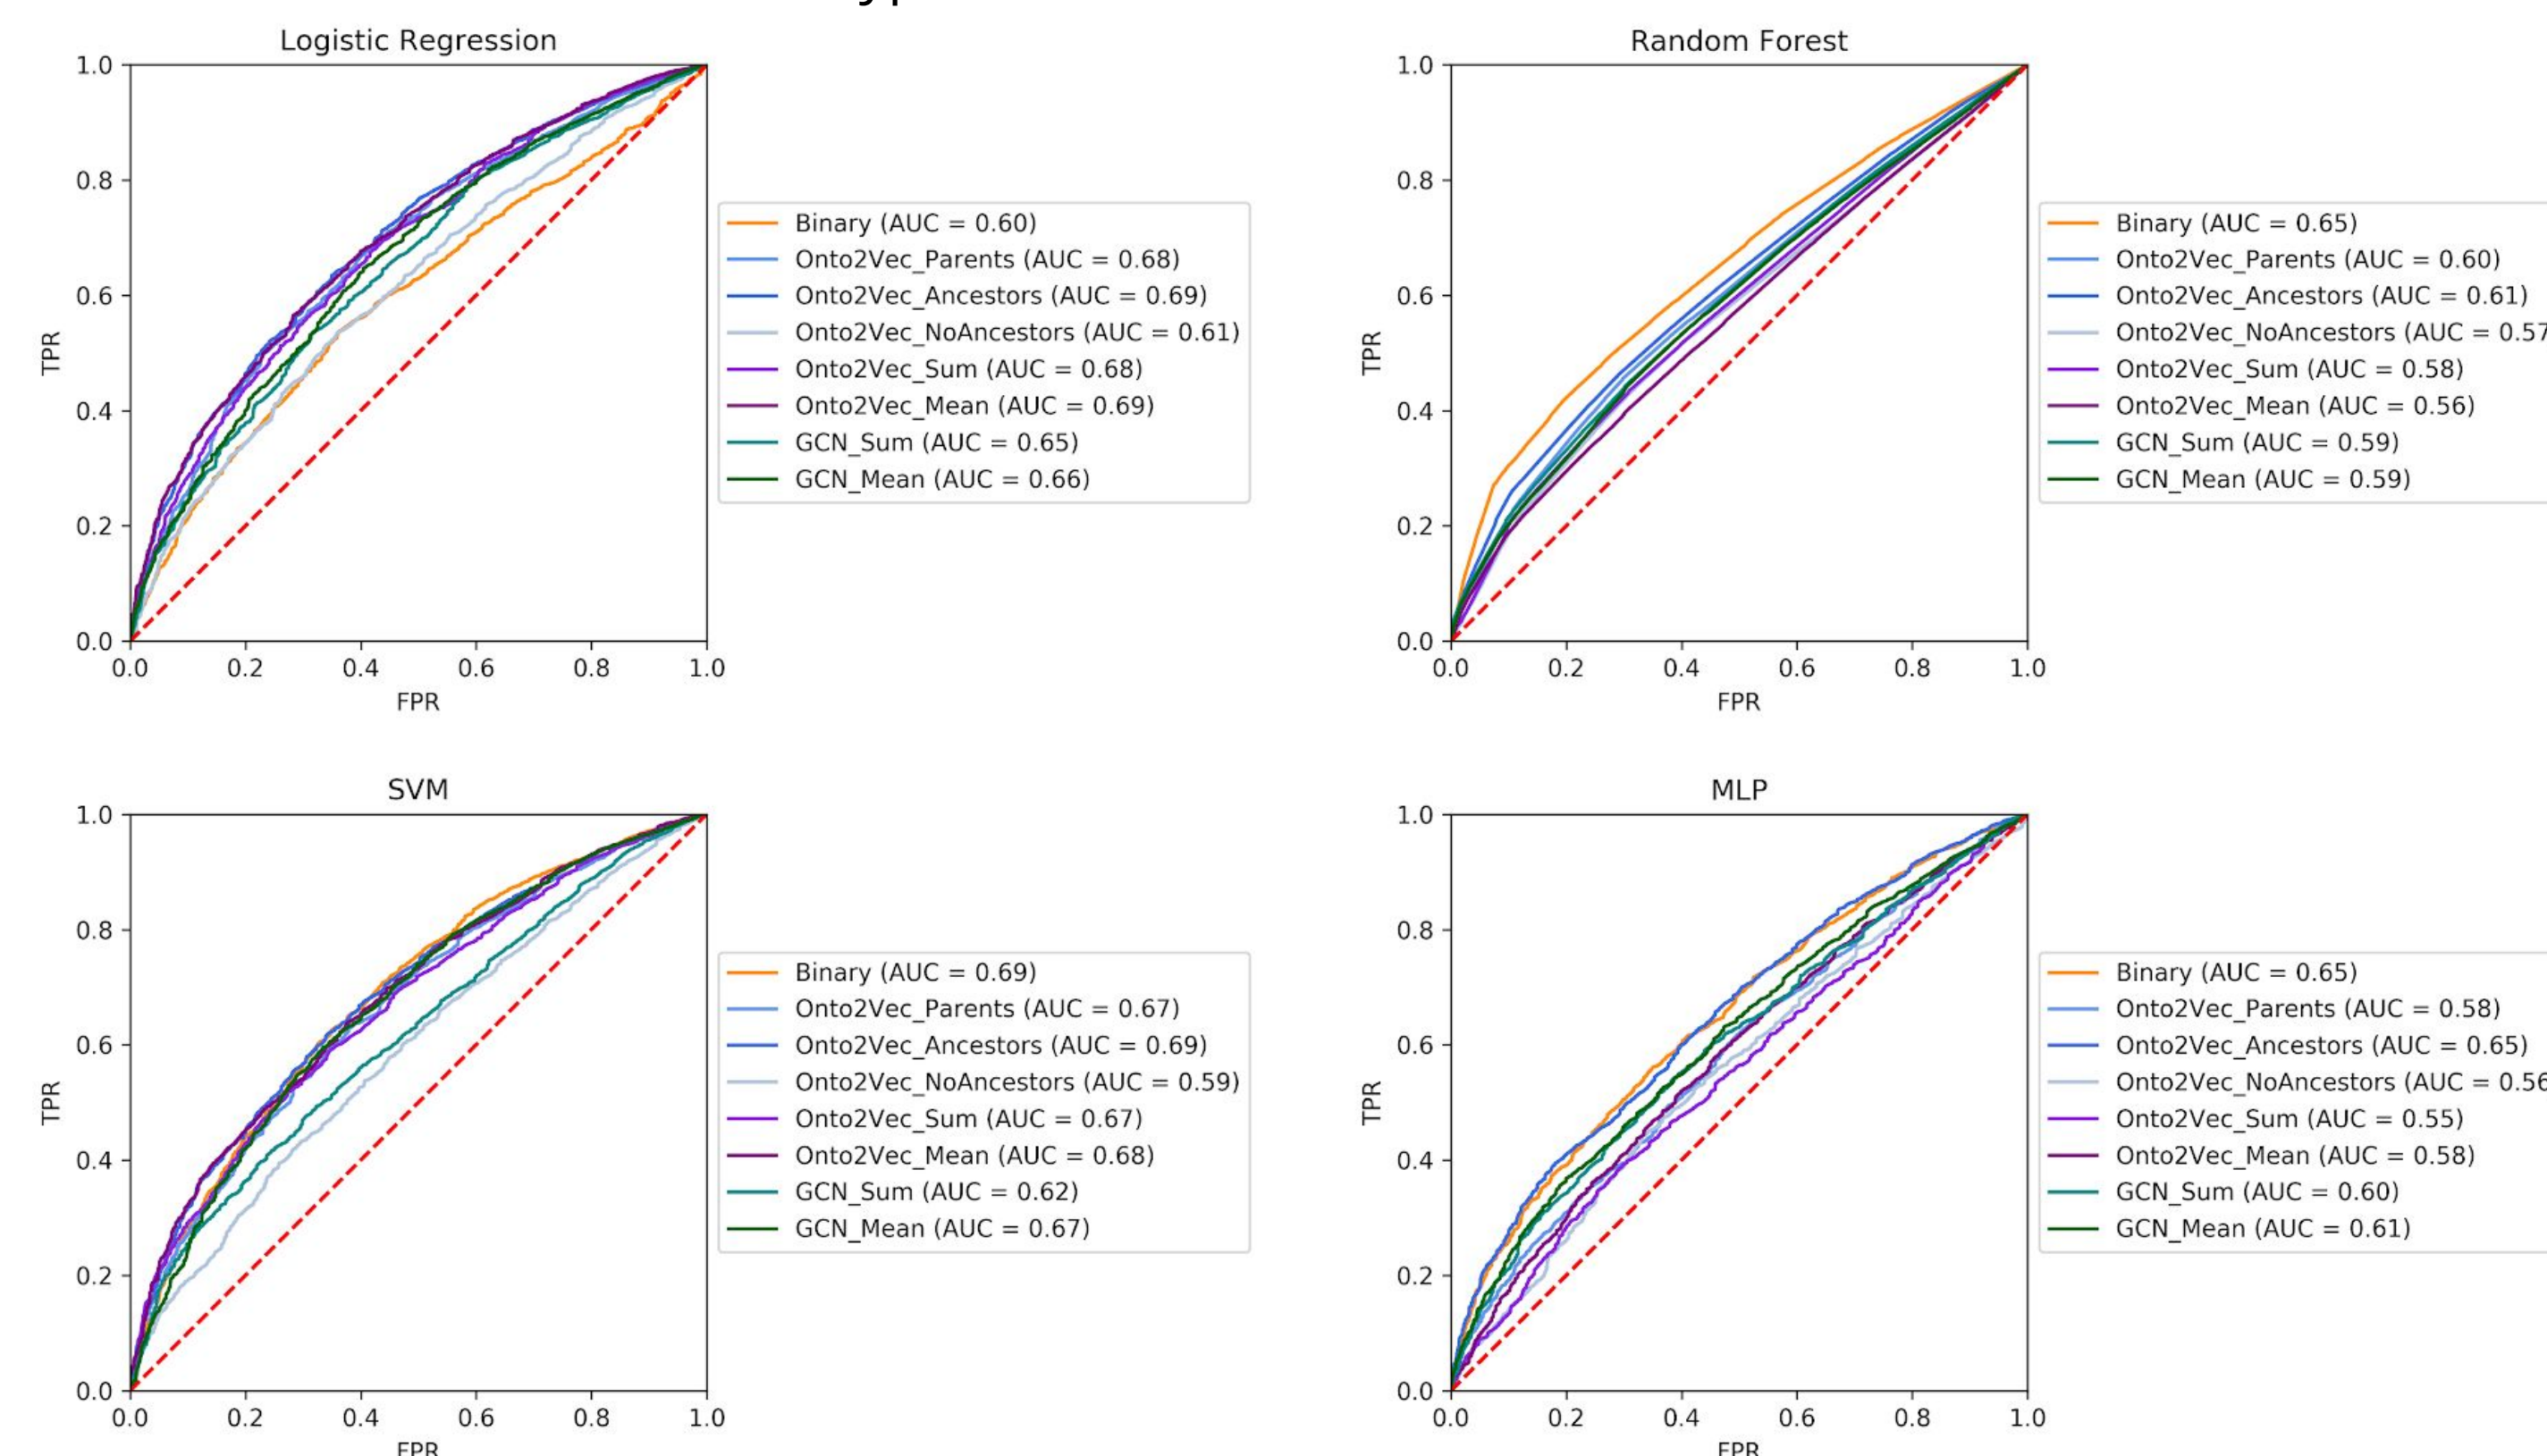 Logistic Regression
1.0
0.8
0.6
0.4
0.2
0.0
TPR
0.0 0.2 0.4 0.6 0.8 1.0
FPR
Binary (AUC = 0.60)
Onto2Vec_Parents (AUC = 0.68)
Onto2Vec_Ancestors (AUC = 0.69)
Onto2Vec_NoAncestors (AUC = 0.61)
Onto2Vec_Sum (AUC = 0.68)
Onto2Vec_Mean (AUC = 0.69)
GCN_Sum (AUC = 0.65)
GCN_Mean (AUC = 0.66)
Random Forest
1.0
0.8
0.6
0.4
0.2
0.0
TPR
0.0 0.2 0.4 0.6 0.8 1.0
FPR
Binary (AUC = 0.65)
Onto2Vec_Parents (AUC = 0.60)
Onto2Vec_Ancestors (AUC = 0.61)
Onto2Vec_NoAncestors (AUC = 0.57
Onto2Vec_Sum (AUC = 0.58)
Onto2Vec_Mean (AUC = 0.56)
GCN_Sum (AUC = 0.59)
GCN_Mean (AUC = 0.59)
SVM
1.0
0.8
0.6
0.4
0.2
0.0
TPR
0.0 0.2 0.4 0.6 0.8 1.0
FPR
Binary (AUC = 0.69)
Onto2Vec_Parents (AUC = 0.67)
Onto2Vec_Ancestors (AUC = 0.69)
Onto2Vec_NoAncestors (AUC = 0.59)
Onto2Vec_Sum (AUC = 0.67)
Onto2Vec_Mean (AUC = 0.68)
GCN_Sum (AUC = 0.62)
GCN_Mean (AUC = 0.67)
MLP
1.0
0.8
0.6
0.4
0.2
0.0
TPR
0.0 0.2 0.4 0.6 0.8 1.0
FPR
Binary (AUC = 0.65)
Onto2Vec_Parents (AUC = 0.58)
Onto2Vec_Ancestors (AUC = 0.65)
Onto2Vec_NoAncestors (AUC = 0.56
Onto2Vec_Sum (AUC = 0.55)
Onto2Vec_Mean (AUC = 0.58)
GCN_Sum (AUC = 0.60)
GCN_Mean (AUC = 0.61)